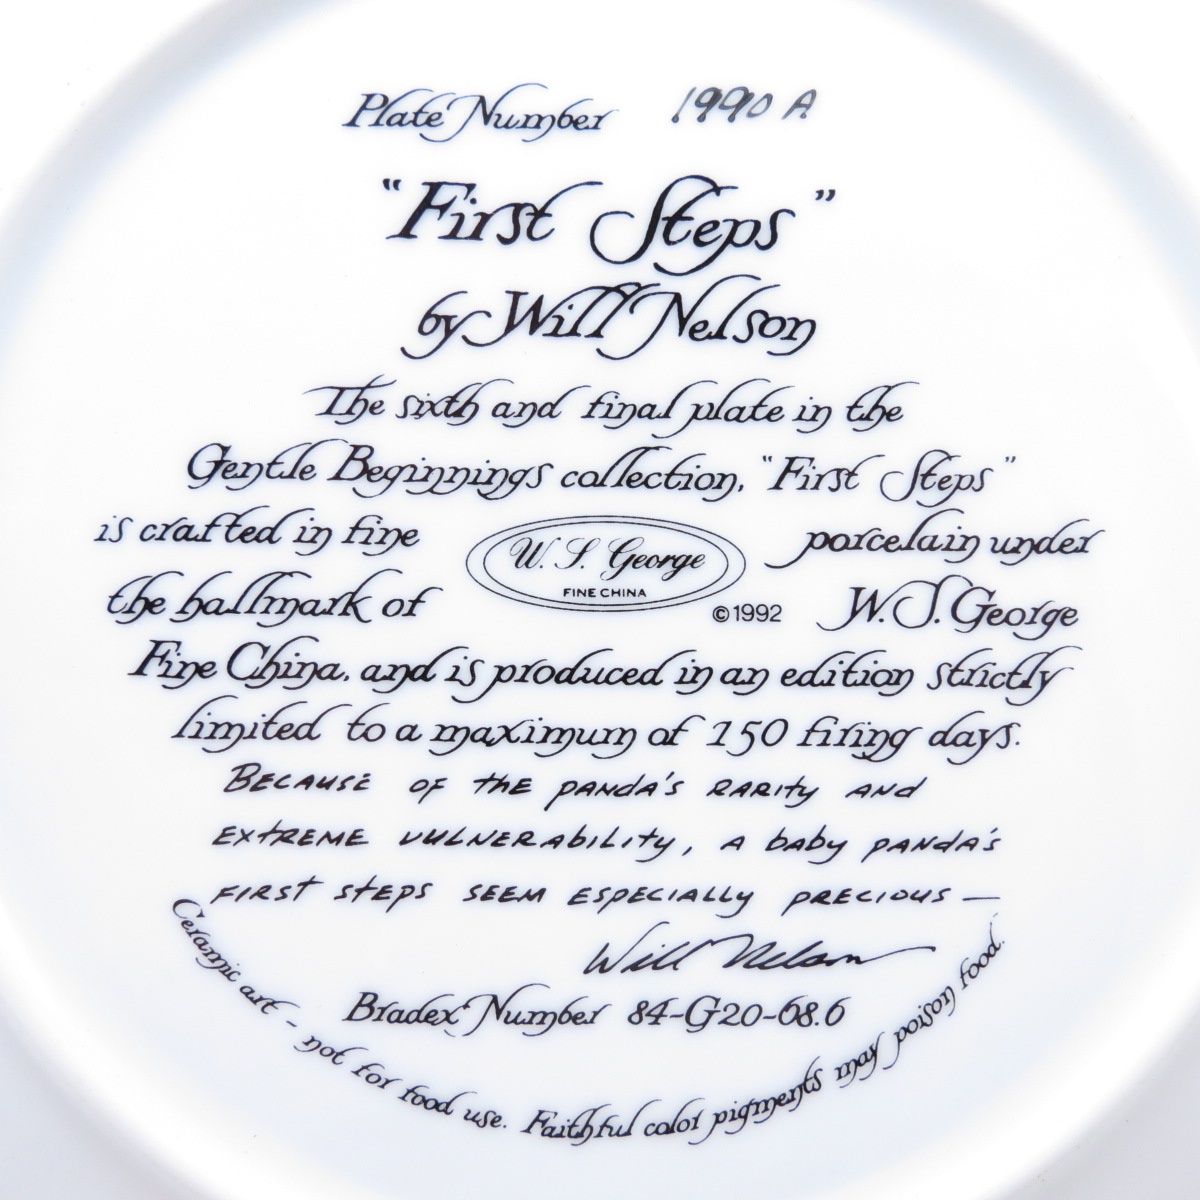 Plate Number 1990 A
"First Steps"
by Will Nelson
The sixth and final plate in the
Gentle Beginnings collection, "First Steps"
is crafted in fine porcelain under
W. S. George
FINE CHINA
©1992
the hallmark of W. S. George
Fine China, and is produced in an edition strictly
limited to a maximum of 150 firing days.
BECAUSE OF THE PANDA'S RARITY AND
EXTREME VULNERABILITY, A BABY PANDA'S
FIRST STEPS SEEM ESPECIALLY PRECIOUS —
Will Nelson
Bradex Number 84-G20-68.6
Ceramic art - not for food use. Faithful color pigments may poison food.